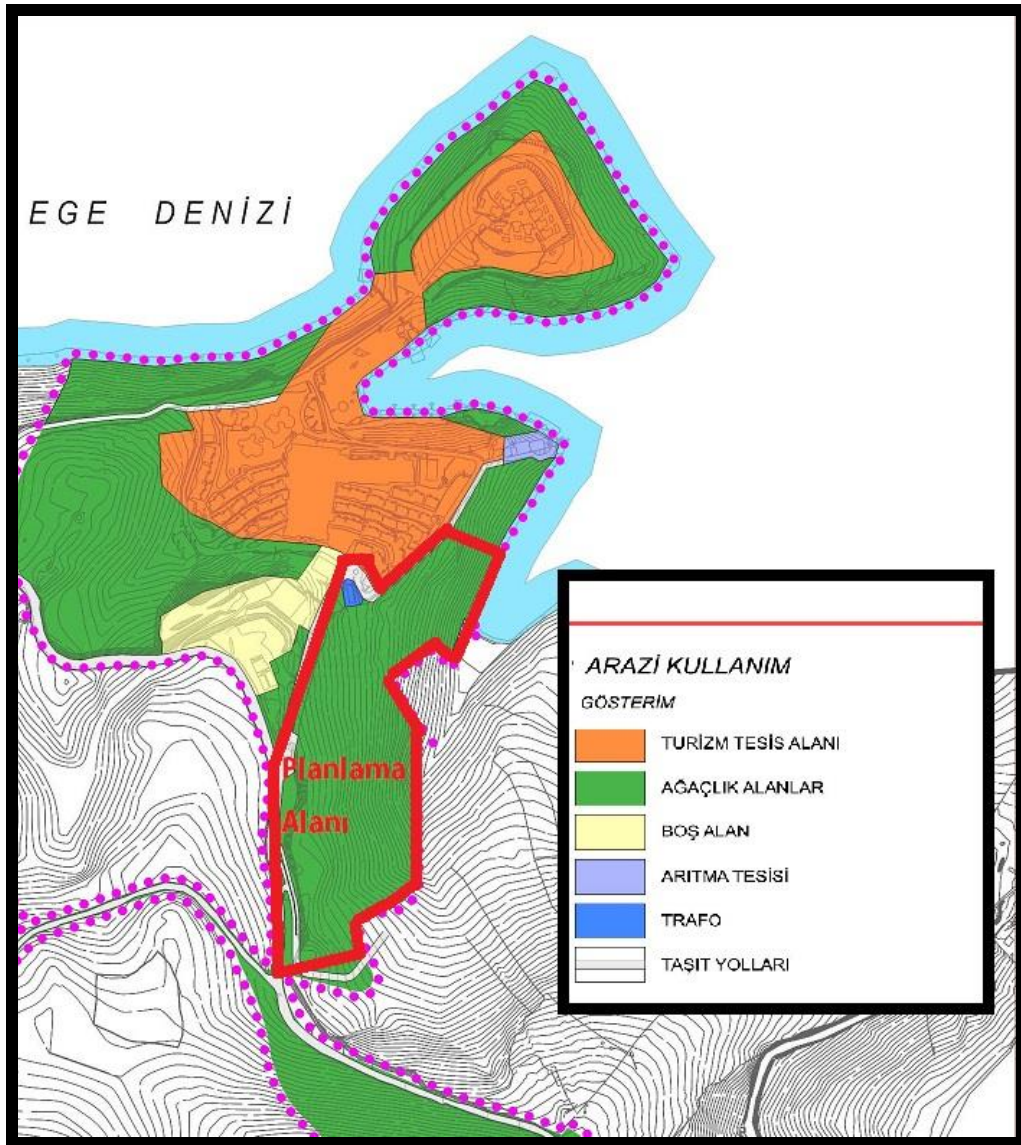 EGE DENİZİ
Planlama
Alanı
ARAZİ KULLANIM
GÖSTERİM
TURİZM TESİS ALANI
AĞAÇLIK ALANLAR
BOŞ ALAN
ARITMA TESİSİ
TRAFO
TAŞIT YOLLARI